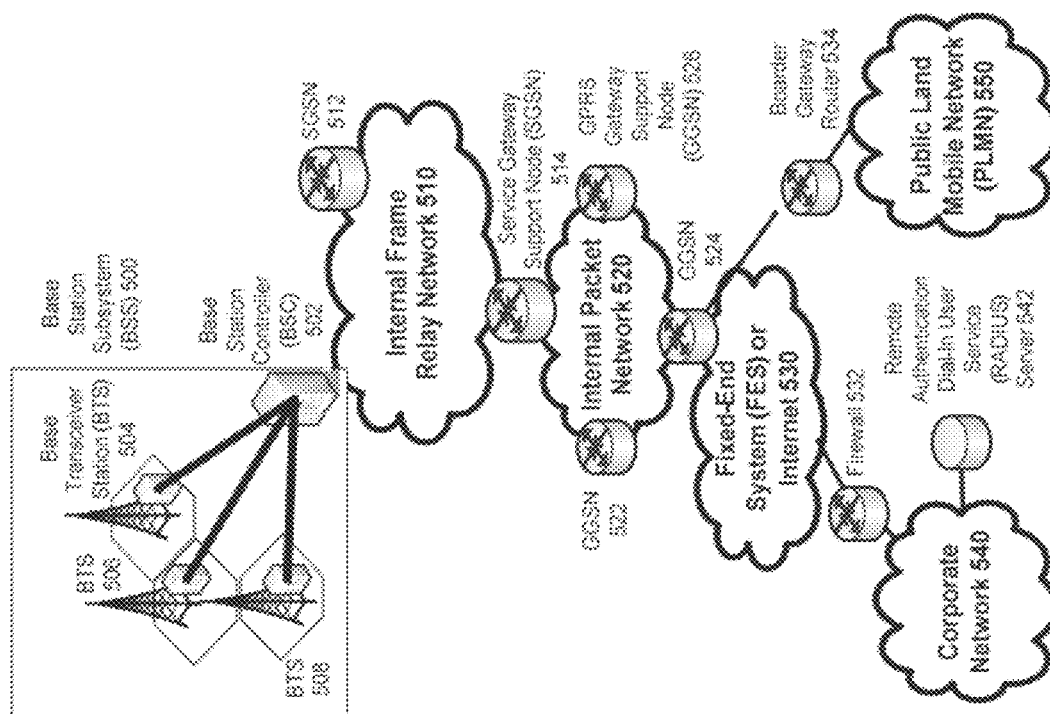 Base
Station
Subsystem
(BSS) 500
Base
Transceiver
Station (BTS)
504
BTS
506
BTS
508
Base
Station
Controller
(BSC)
502
SGSN
512
Internal Frame
Relay Network 510
Service Gateway
Support Node (SGSN)
514
GPRS
Gateway
Support
Node
(GGSN) 526
Internal Packet
Network 520
GGSN
522
GGSN
524
Fixed-End
System (FES) or
Internet 530
Boarder
Gateway
Router 534
Public Land
Mobile Network
(PLMN) 550
Firewall 532
Remote
Authentication
Dial-In User
Service
(RADIUS)
Server 542
Corporate
Network 540